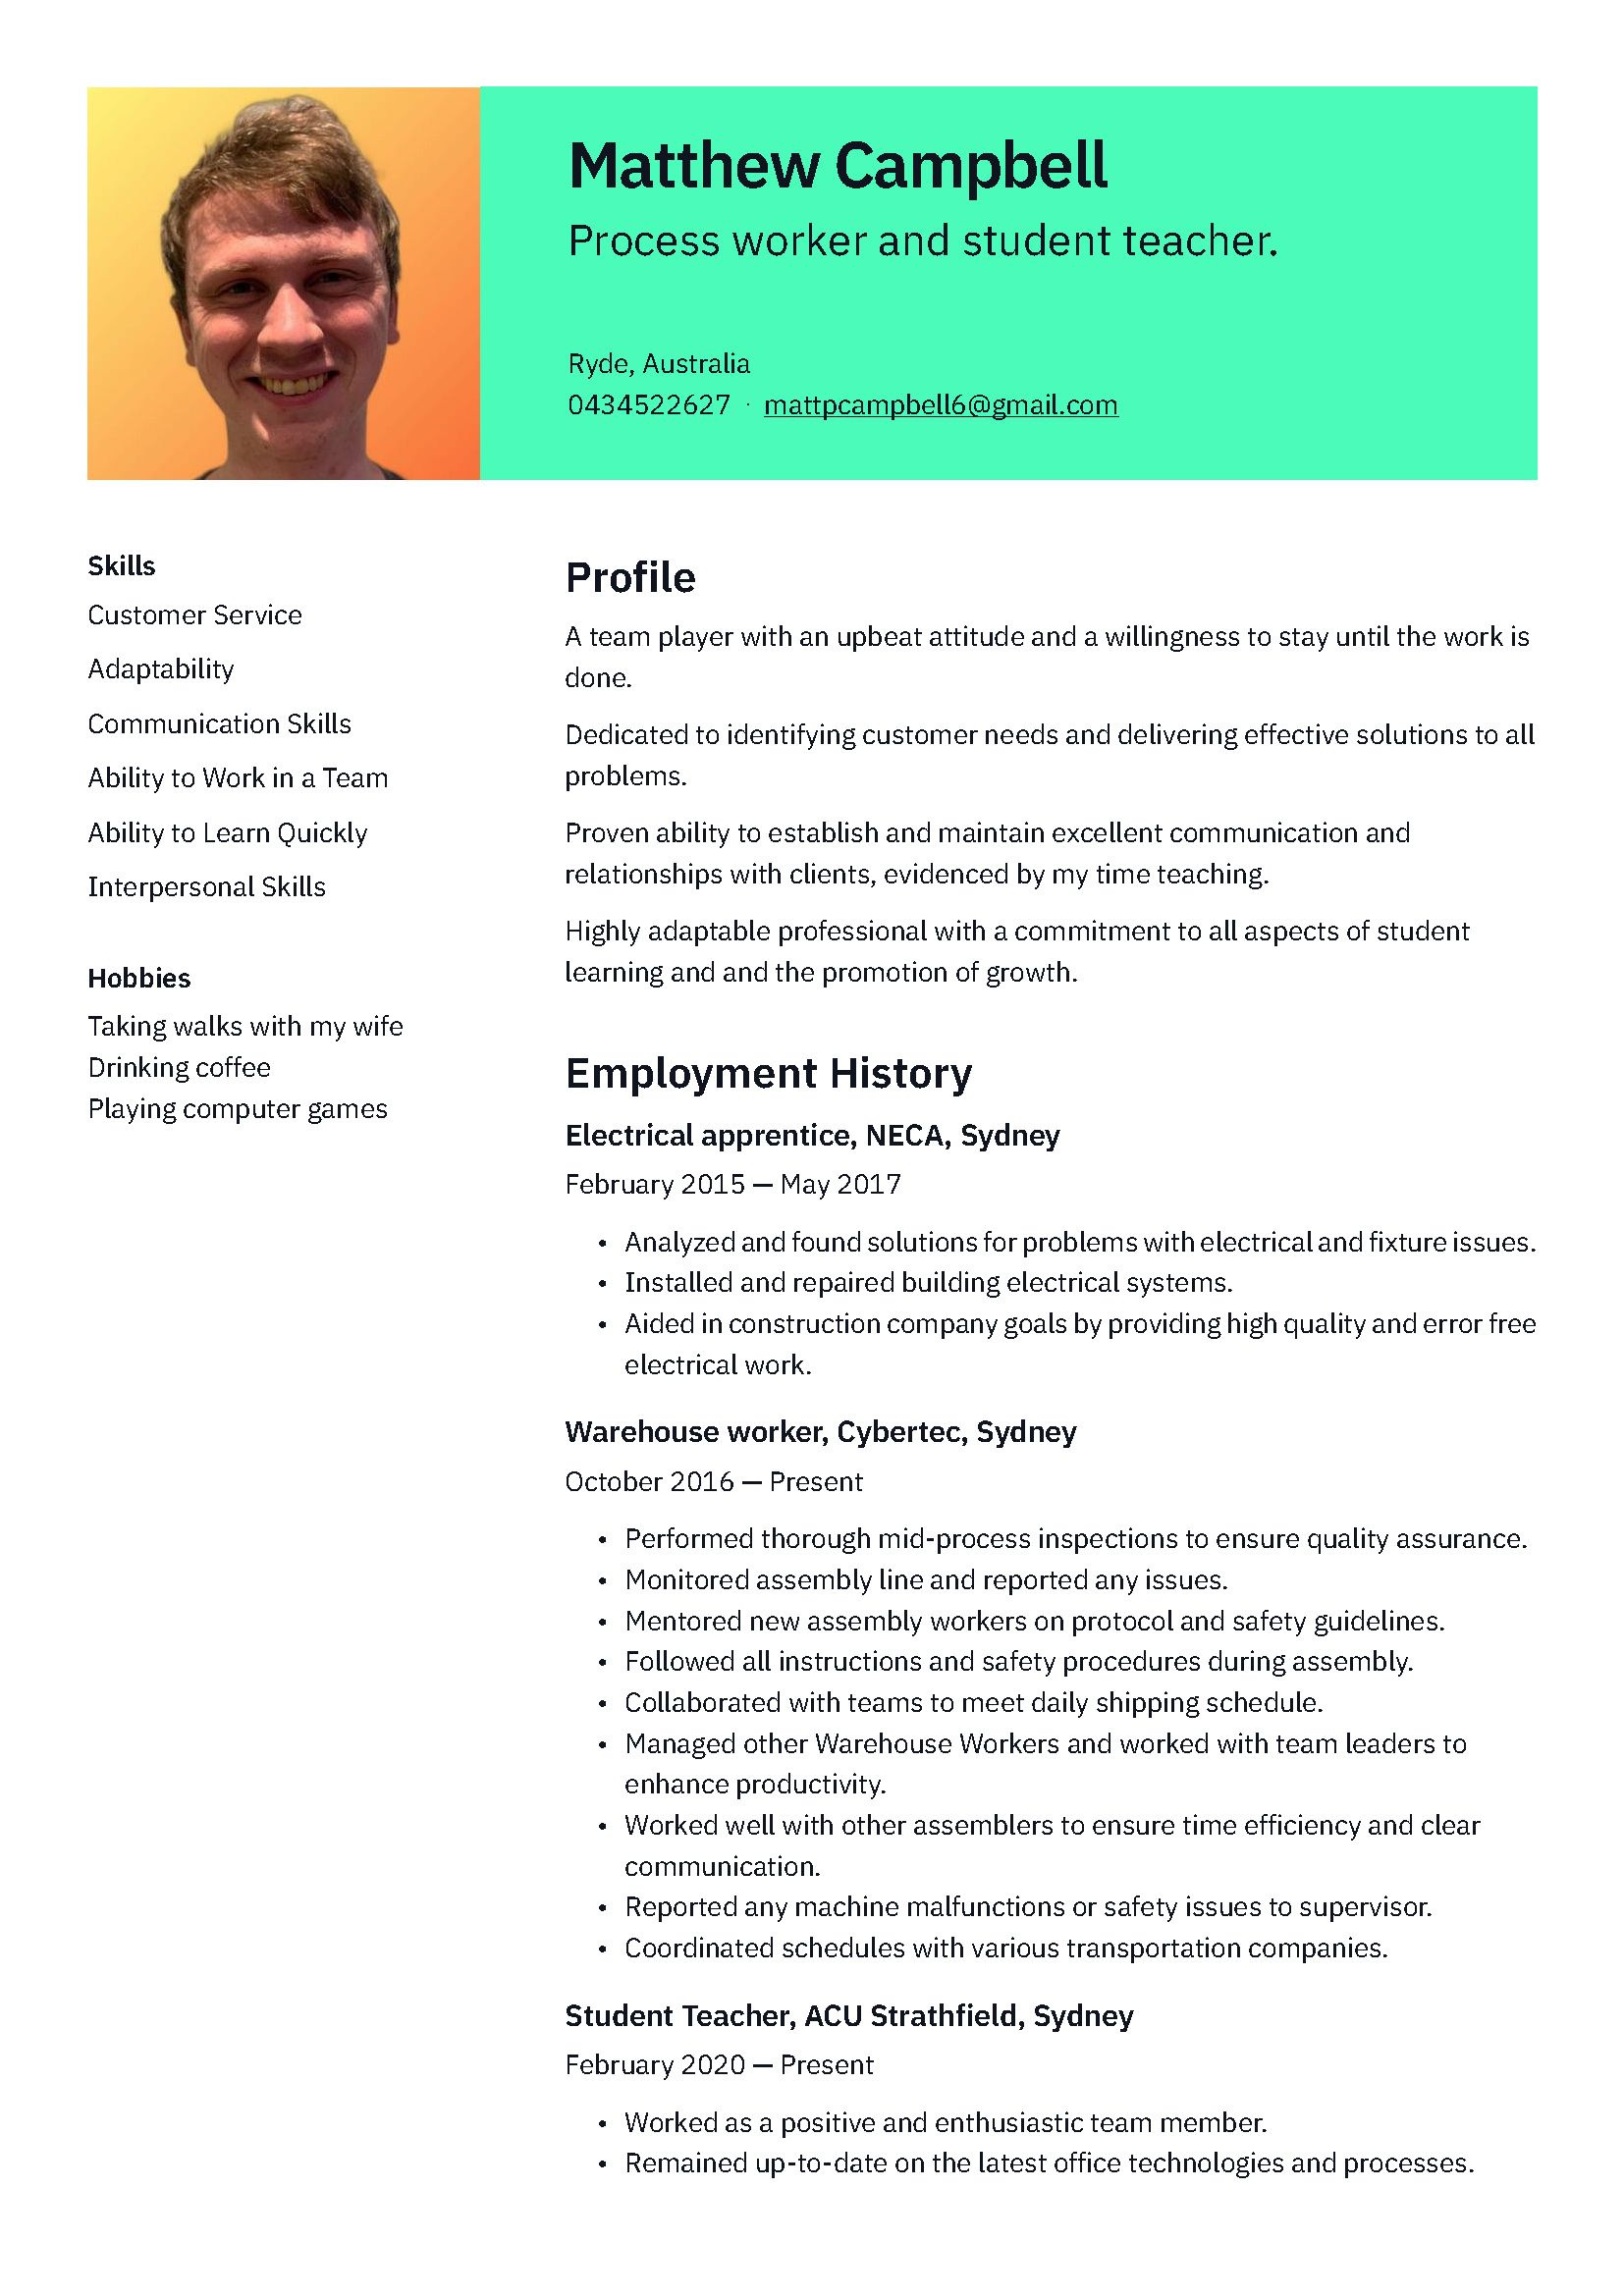 Matthew Campbell
Process worker and student teacher.
Ryde, Australia
0434522627 · mattpcampbell6@gmail.com
Skills
Customer Service
Adaptability
Communication Skills
Ability to Work in a Team
Ability to Learn Quickly
Interpersonal Skills
Hobbies
Taking walks with my wife
Drinking coffee
Playing computer games
Profile
A team player with an upbeat attitude and a willingness to stay until the work is
done.
Dedicated to identifying customer needs and delivering effective solutions to all
problems.
Proven ability to establish and maintain excellent communication and
relationships with clients, evidenced by my time teaching.
Highly adaptable professional with a commitment to all aspects of student
learning and and the promotion of growth.
Employment History
Electrical apprentice, NECA, Sydney
February 2015 — May 2017
• Analyzed and found solutions for problems with electrical and fixture issues.
• Installed and repaired building electrical systems.
• Aided in construction company goals by providing high quality and error free
electrical work.
Warehouse worker, Cybertec, Sydney
October 2016 — Present
• Performed thorough mid-process inspections to ensure quality assurance.
• Monitored assembly line and reported any issues.
• Mentored new assembly workers on protocol and safety guidelines.
• Followed all instructions and safety procedures during assembly.
• Collaborated with teams to meet daily shipping schedule.
• Managed other Warehouse Workers and worked with team leaders to
enhance productivity.
• Worked well with other assemblers to ensure time efficiency and clear
communication.
• Reported any machine malfunctions or safety issues to supervisor.
• Coordinated schedules with various transportation companies.
Student Teacher, ACU Strathfield, Sydney
February 2020 — Present
• Worked as a positive and enthusiastic team member.
• Remained up-to-date on the latest office technologies and processes.